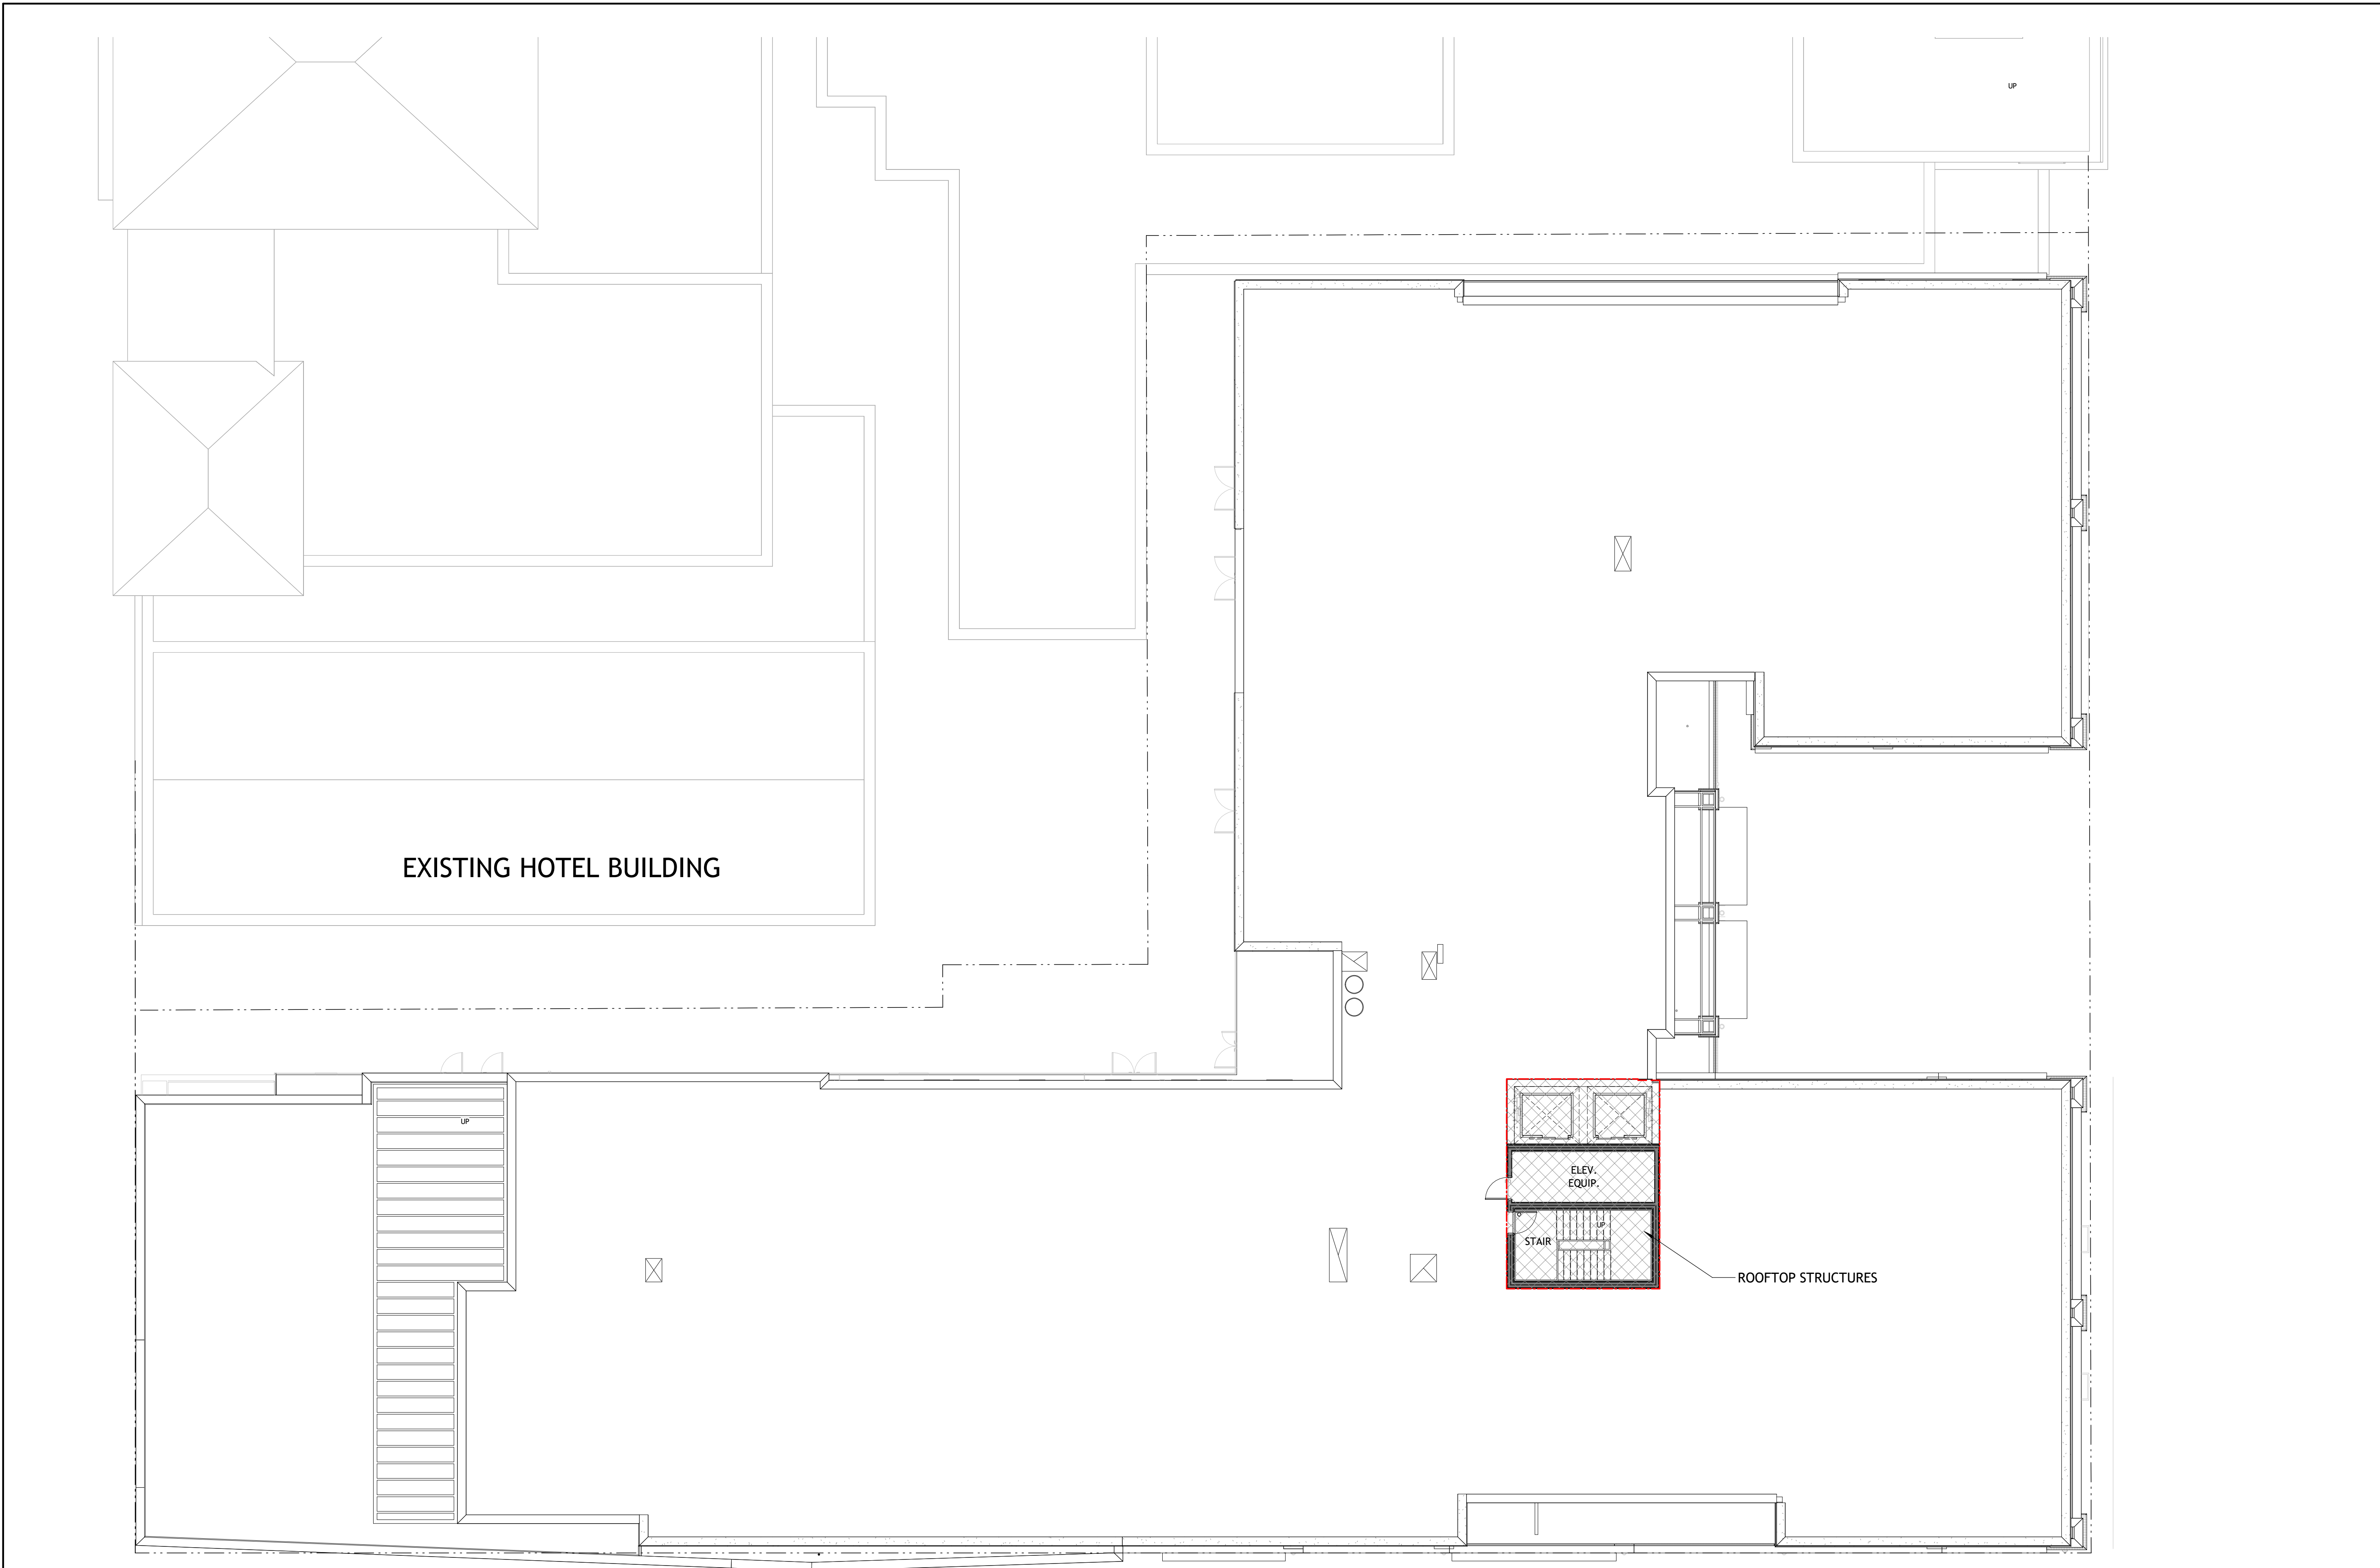 UP
EXISTING HOTEL BUILDING
UP
ELEV.
EQUIP.
UP
STAIR
ROOFTOP STRUCTURES